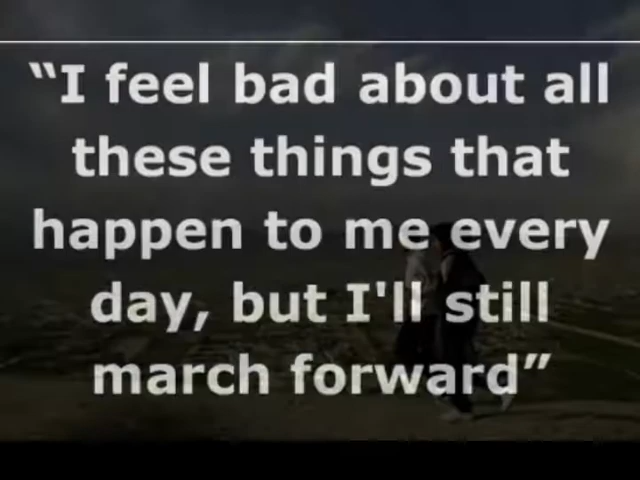 “I feel bad about all
these things that
happen to me every
day, but I'll still
march forward”